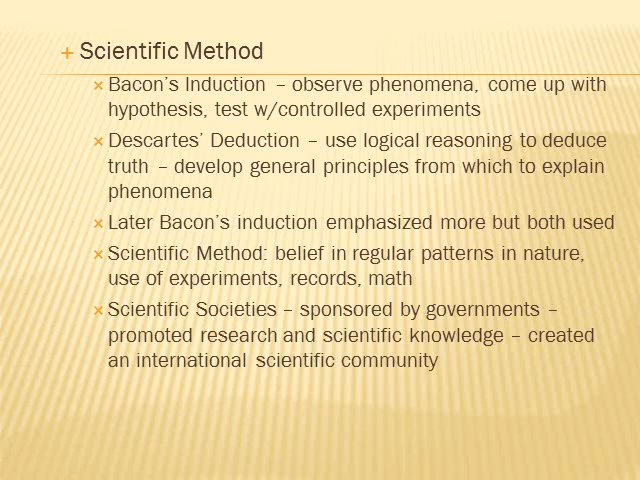 Scientific Method
Bacon's Induction – observe phenomena, come up with
hypothesis, test w/controlled experiments
Descartes' Deduction – use logical reasoning to deduce
truth – develop general principles from which to explain
phenomena
Later Bacon's induction emphasized more but both used
Scientific Method: belief in regular patterns in nature,
use of experiments, records, math
Scientific Societies – sponsored by governments –
promoted research and scientific knowledge – created
an international scientific community